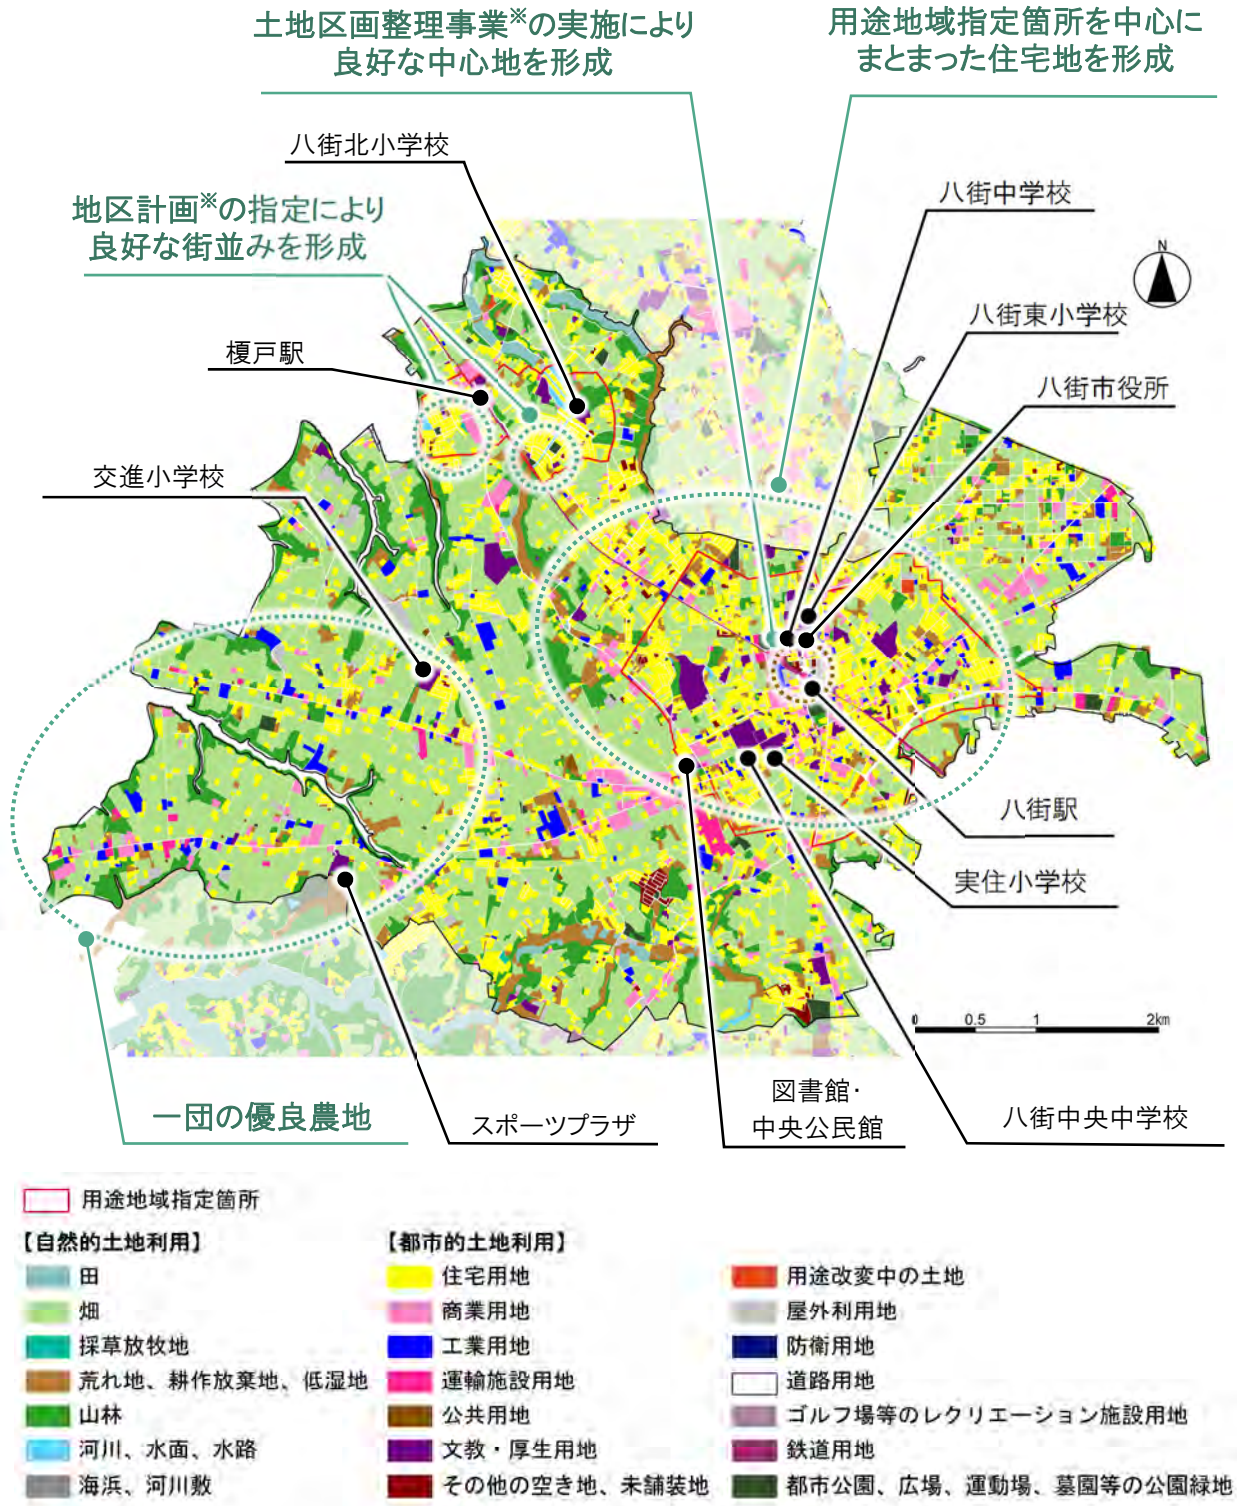 土地区画整理事業※の実施により
良好な中心地を形成
用途地域指定箇所を中心に
まとまった住宅地を形成
八街北小学校
八街中学校
地区計画※の指定により
良好な街並みを形成
N
八街東小学校
榎戸駅
八街市役所
交進小学校
八街駅
実住小学校
0 0.5 1 2km
図書館・
中央公民館
一団の優良農地
スポーツプラザ
八街中央中学校
用途地域指定箇所
【自然的土地利用】
田
畑
採草放牧地
荒れ地、耕作放棄地、低湿地
山林
河川、水面、水路
海浜、河川敷
【都市的土地利用】
住宅用地
商業用地
工業用地
運輸施設用地
公共用地
文教・厚生用地
その他の空き地、未舗装地
用途改変中の土地
屋外利用地
防衛用地
道路用地
ゴルフ場等のレクリエーション施設用地
鉄道用地
都市公園、広場、運動場、墓園等の公園緑地